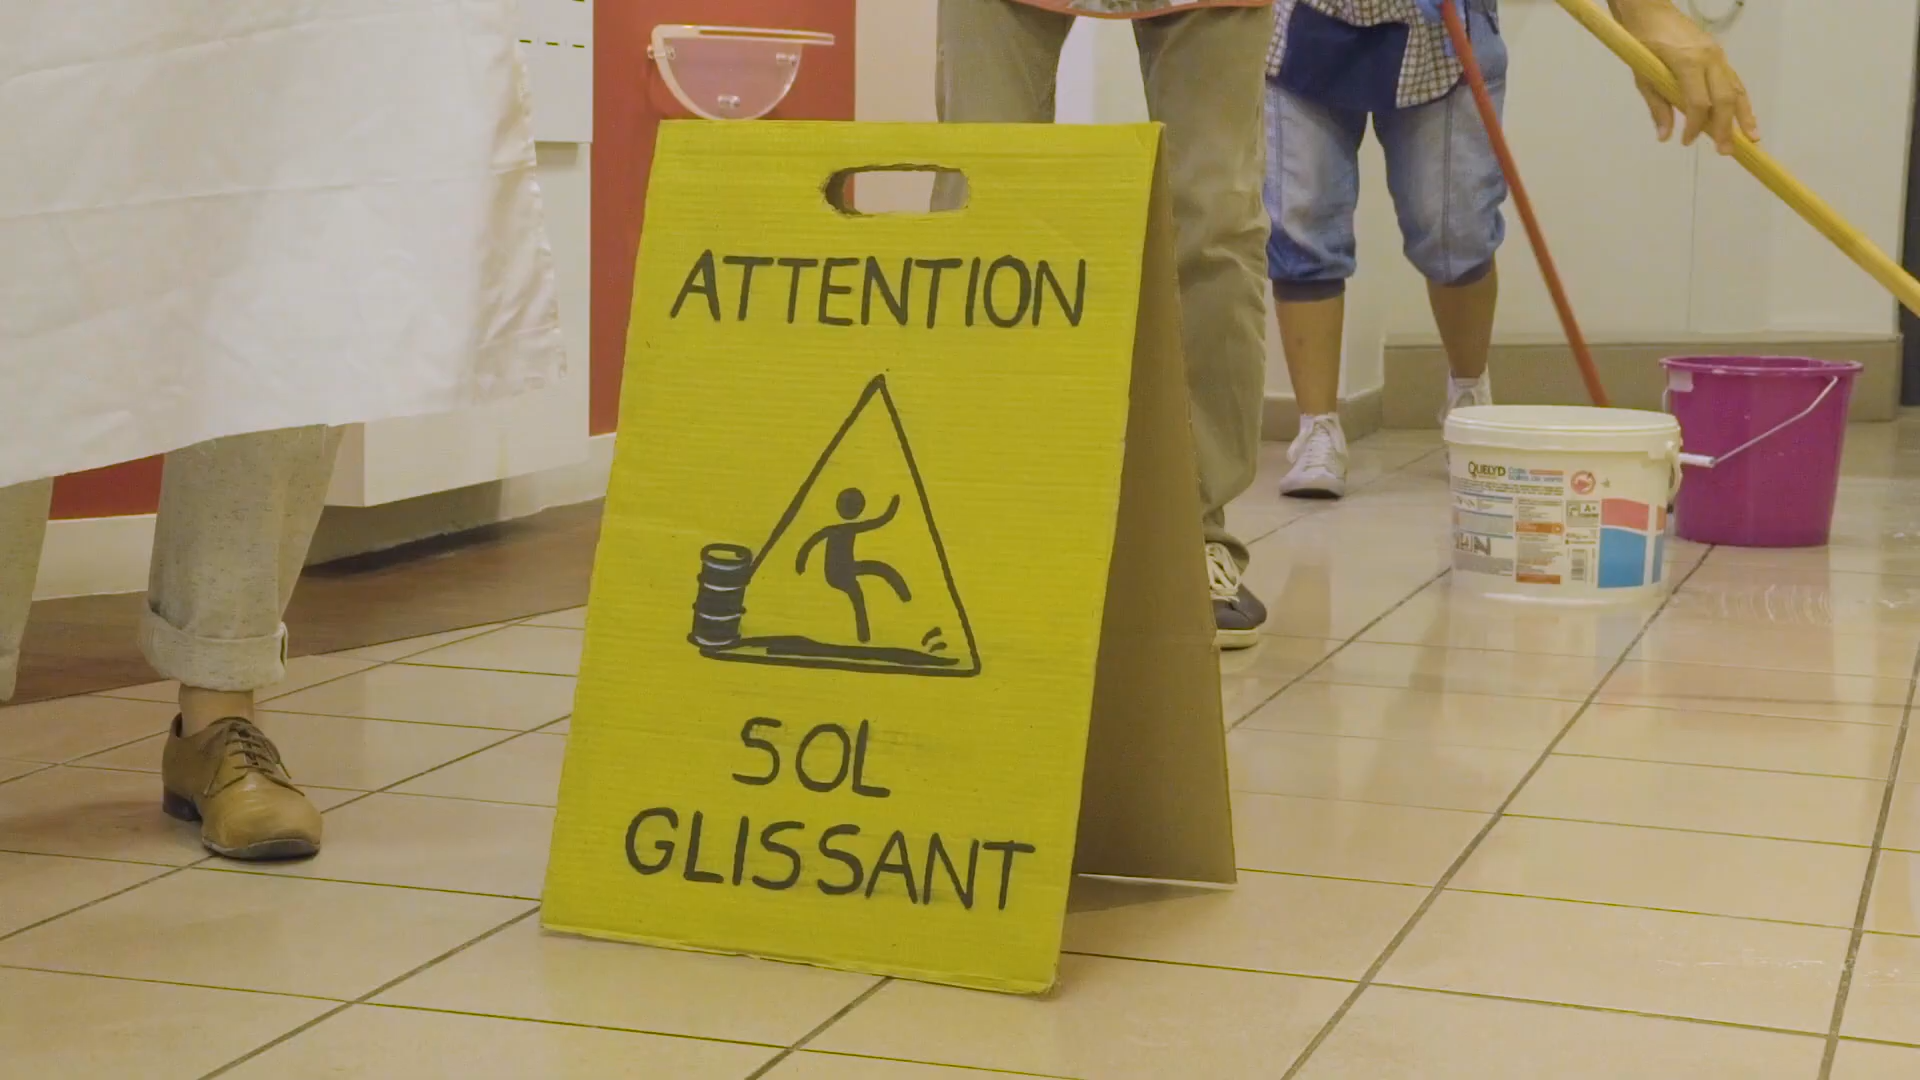 ATTENTION
SOL
GLISSANT
QUELYD
A+